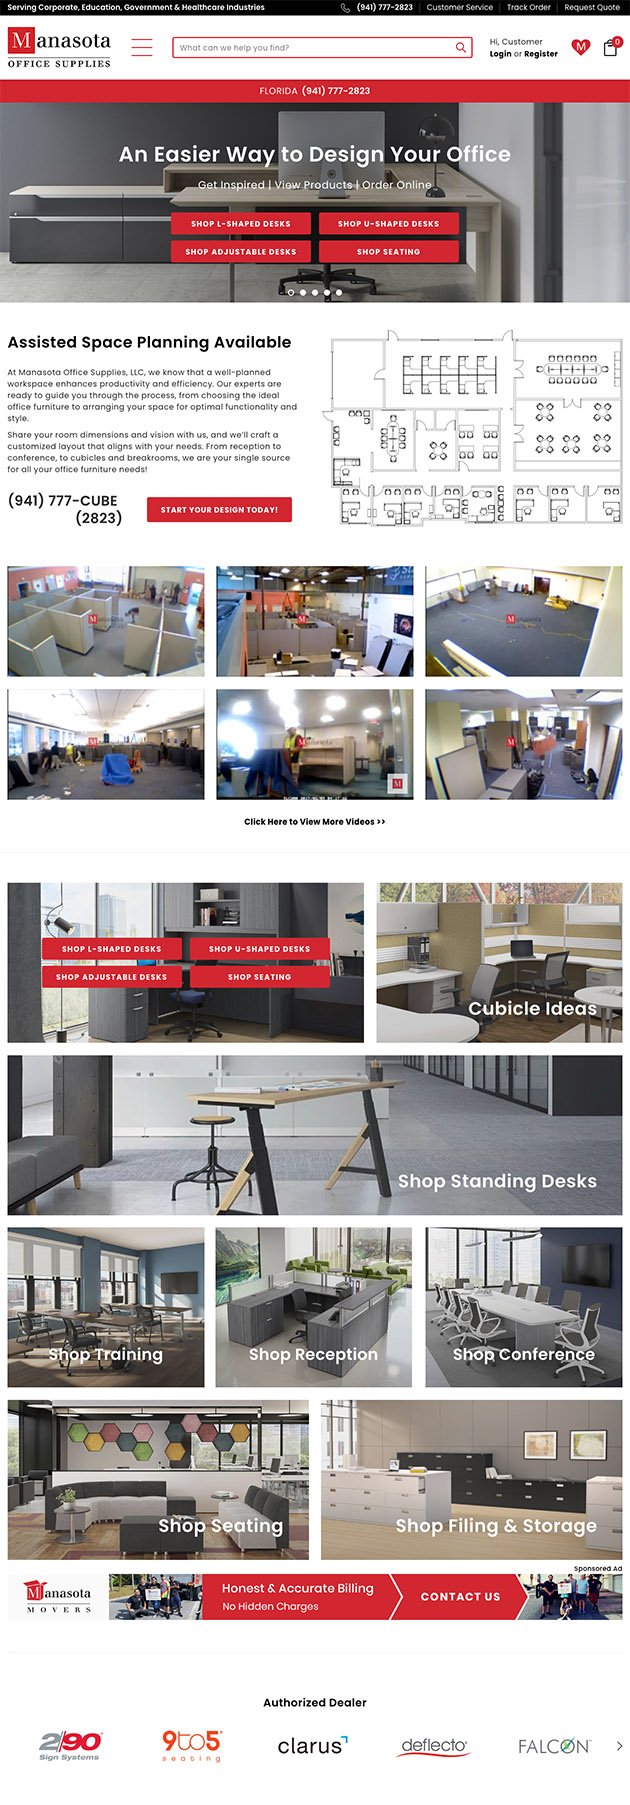 Serving Corporate, Education, Government & Healthcare Industries
(941) 777-2823
Customer Service
Track Order
Request Quote
Manasota
OFFICE SUPPLIES
What can we help you find?
Hi, Customer
Login or Register
M
0
FLORIDA (941) 777-2823
An Easier Way to Design Your Office
Get Inspired | View Products | Order Online
SHOP L-SHAPED DESKS
SHOP U-SHAPED DESKS
SHOP ADJUSTABLE DESKS
SHOP SEATING
Assisted Space Planning Available
At Manasota Office Supplies, LLC, we know that a well-planned
workspace enhances productivity and efficiency. Our experts are
ready to guide you through the process, from choosing the ideal
office furniture to arranging your space for optimal functionality and
style.
Share your room dimensions and vision with us, and we'll craft a
customized layout that aligns with your needs. From reception to
conference, to cubicles and breakrooms, we are your single source
for all your office furniture needs!
(941) 777-CUBE
(2823)
START YOUR DESIGN TODAY!
Manasota
Manasota
Manasota
Manasota
Manasota
M
Manasota
Click Here to View More Videos >>
SHOP L-SHAPED DESKS
SHOP U-SHAPED DESKS
SHOP ADJUSTABLE DESKS
SHOP SEATING
Cubicle Ideas
Shop Standing Desks
Shop Training
Shop Reception
Shop Conference
Shop Seating
Shop Filing & Storage
Sponsored Ad
Manasota
MOVERS
Honest & Accurate Billing
No Hidden Charges
CONTACT US
Authorized Dealer
2/90
Sign Systems
9to5
seating
clarus
deflecto
FALCON